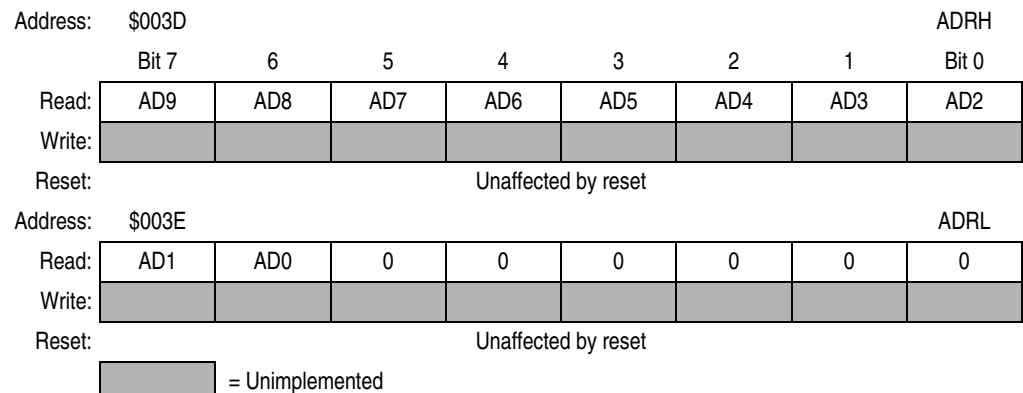 Address: $003D ADRH
Bit 7 6 5 4 3 2 1 Bit 0
Read: AD9 AD8 AD7 AD6 AD5 AD4 AD3 AD2
Write:
Reset: Unaffected by reset
Address: $003E ADRL
Read: AD1 AD0 0 0 0 0 0 0
Write:
Reset: Unaffected by reset
= Unimplemented